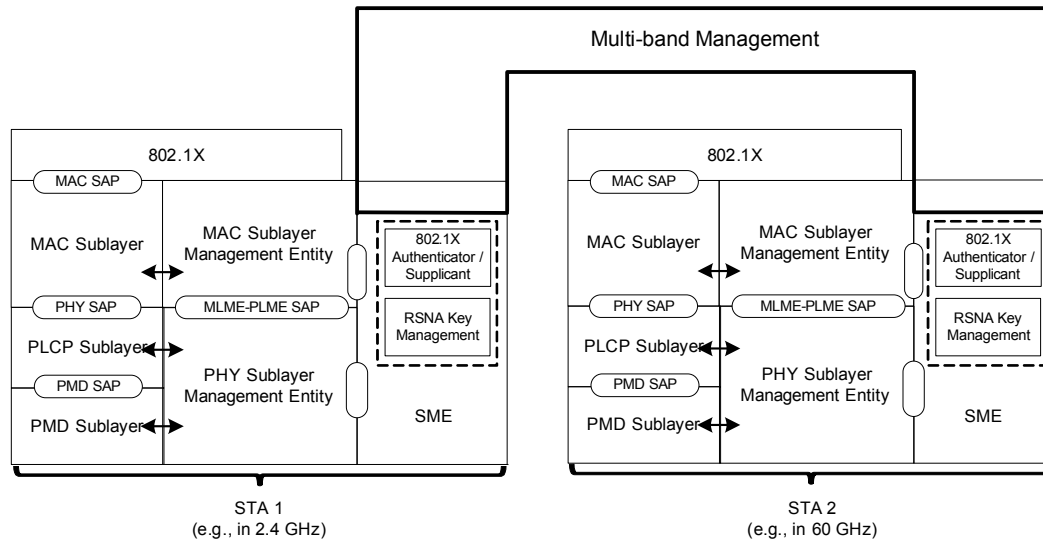 Multi-band Management
802.1X
MAC SAP
MAC Sublayer
MAC Sublayer
Management Entity
802.1X
Authenticator /
Supplicant
PHY SAP
MLME-PLME SAP
RSNA Key
Management
PLCP Sublayer
PHY Sublayer
Management Entity
PMD SAP
PMD Sublayer
SME
STA 1
(e.g., in 2.4 GHz)
802.1X
MAC SAP
MAC Sublayer
MAC Sublayer
Management Entity
802.1X
Authenticator /
Supplicant
PHY SAP
MLME-PLME SAP
RSNA Key
Management
PLCP Sublayer
PHY Sublayer
Management Entity
PMD SAP
PMD Sublayer
SME
STA 2
(e.g., in 60 GHz)